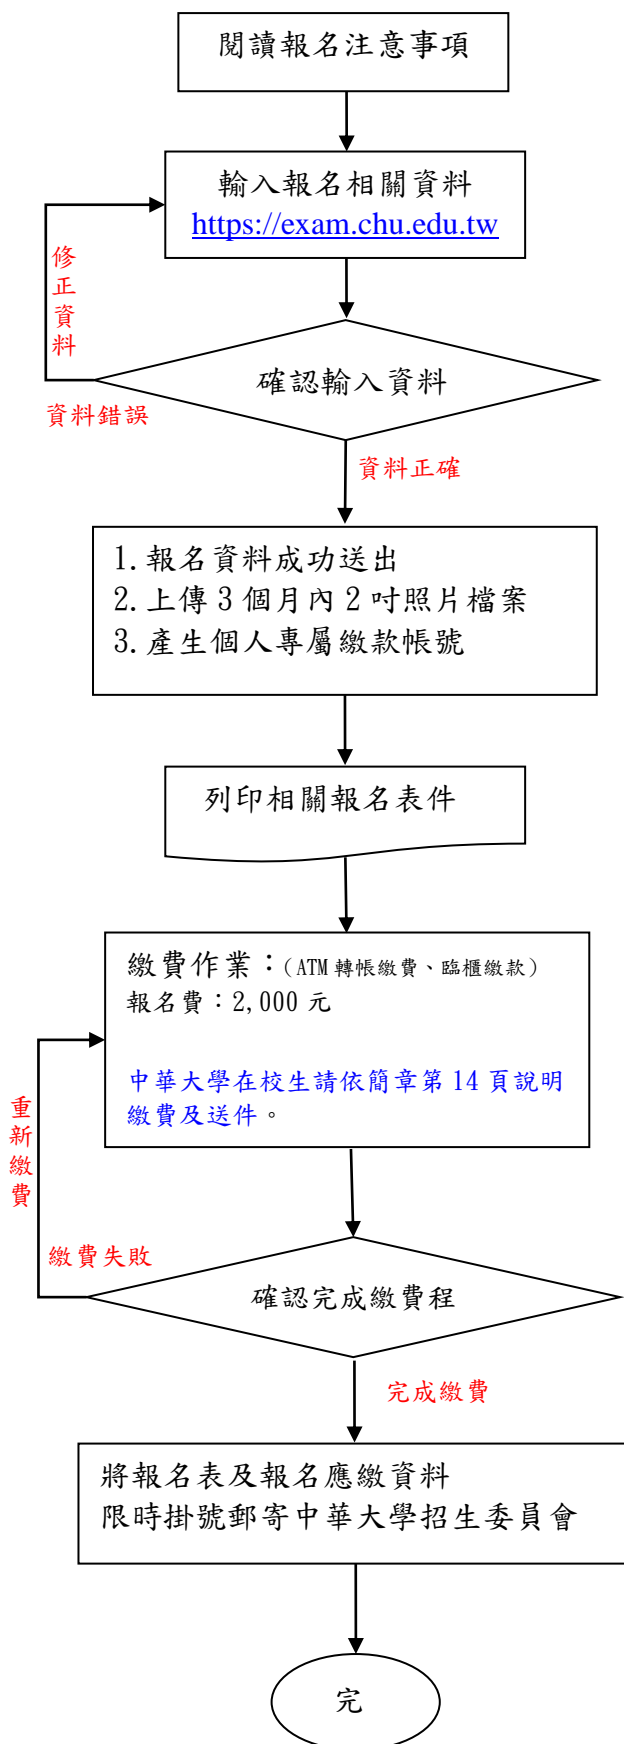 閱讀報名注意事項
輸入報名相關資料
https://exam.chu.edu.tw
修正資料
確認輸入資料
資料錯誤
資料正確
1.報名資料成功送出
2.上傳 3 個月內 2 吋照片檔案
3.產生個人專屬繳款帳號
列印相關報名表件
繳費作業：(ATM 轉帳繳費、臨櫃繳款)
報名費：2,000 元
中華大學在校生請依簡章第 14 頁說明
繳費及送件。
重新繳費
繳費失敗
確認完成繳費程
完成繳費
將報名表及報名應繳資料
限時掛號郵寄中華大學招生委員會
完